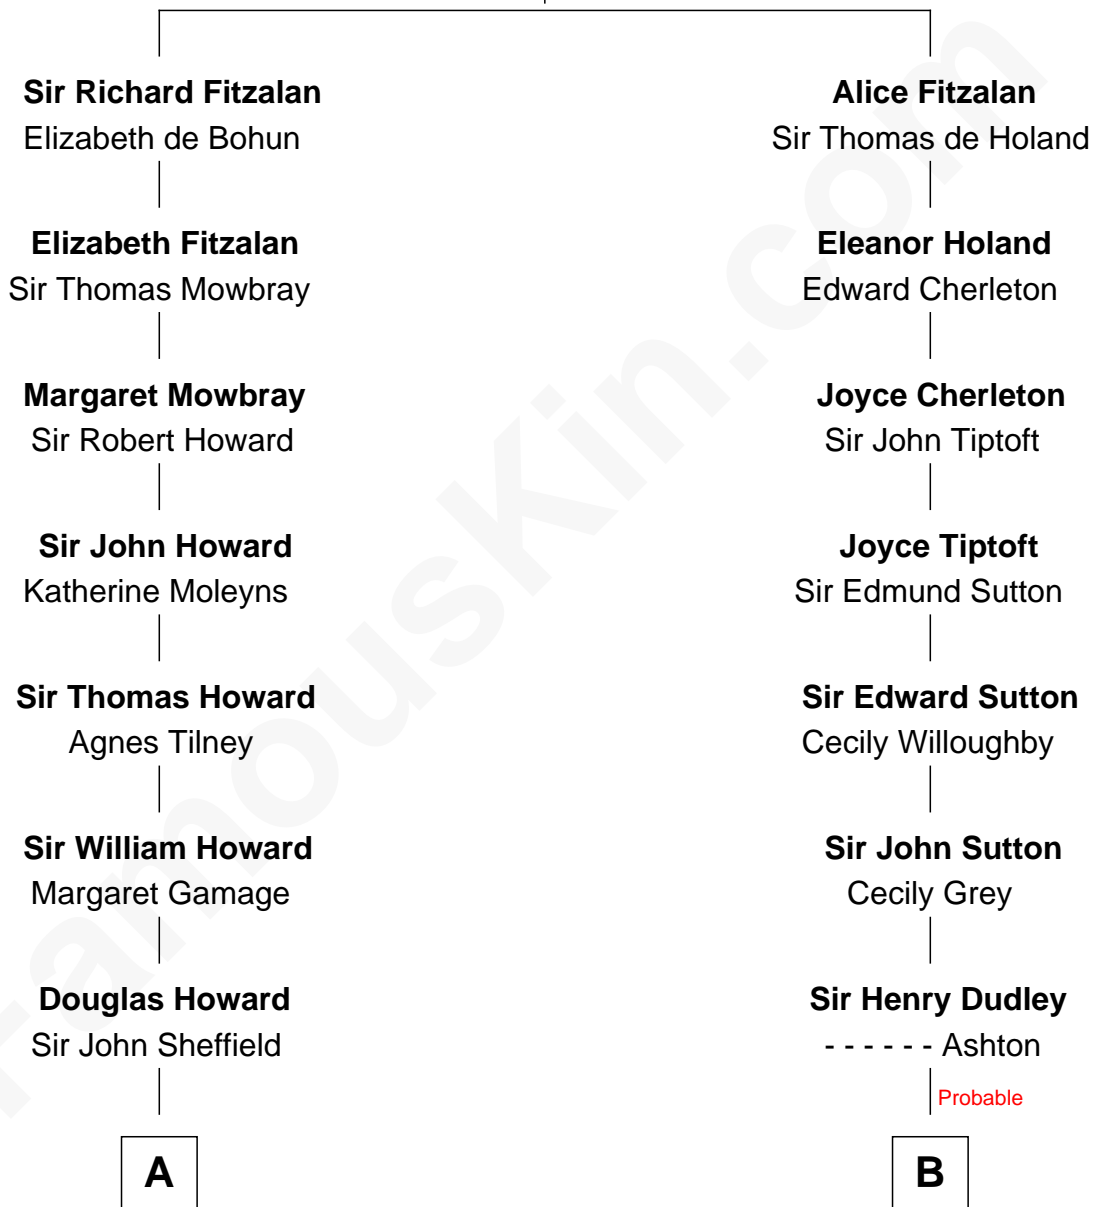 Sir Richard Fitzalan
Elizabeth de Bohun
Elizabeth Fitzalan
Sir Thomas Mowbray
Margaret Mowbray
Sir Robert Howard
Sir John Howard
Katherine Moleyns
Sir Thomas Howard
Agnes Tilney
Sir William Howard
Margaret Gamage
Douglas Howard
Sir John Sheffield
A
Alice Fitzalan
Sir Thomas de Holand
Eleanor Holand
Edward Cherleton
Joyce Cherleton
Sir John Tiptoft
Joyce Tiptoft
Sir Edmund Sutton
Sir Edward Sutton
Cecily Willoughby
Sir John Sutton
Cecily Grey
Sir Henry Dudley
- - - - - - Ashton
Probable
B
FamousKin.com